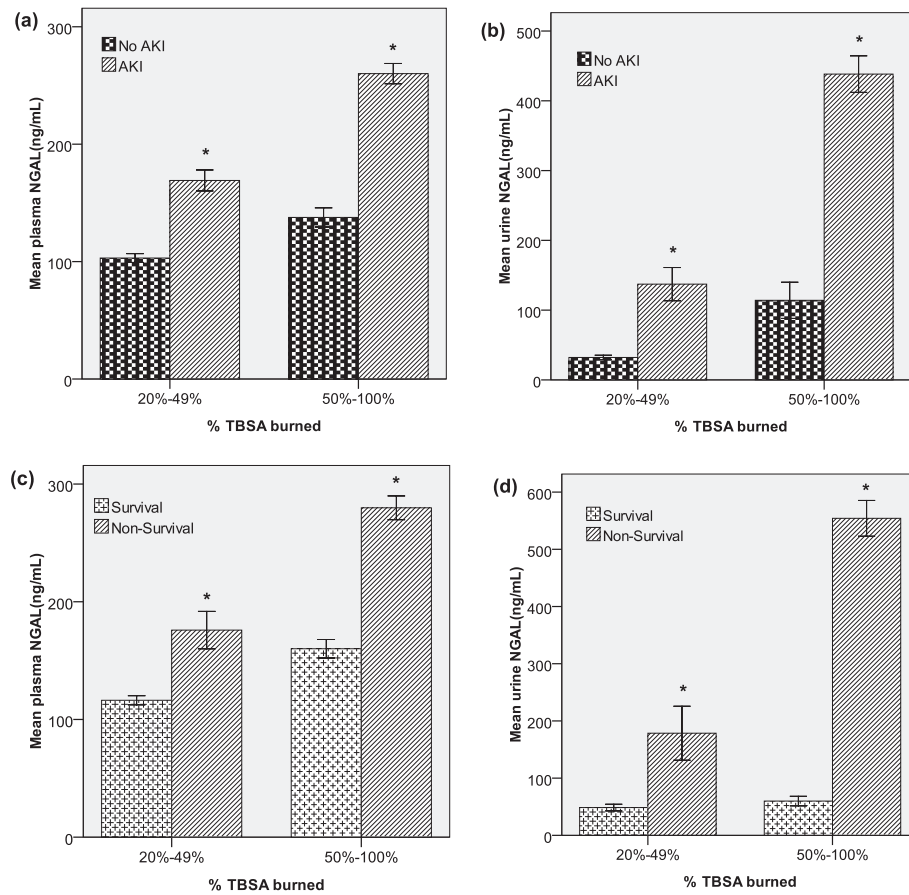 (a)
300
200
100
0
Mean plasma NGAL(ng/mL)
No AKI
AKI
*
*
20%-49%
50%-100%
% TBSA burned
(b)
500
400
300
200
100
0
Mean urine NGAL(ng/mL)
No AKI
AKI
*
*
20%-49%
50%-100%
% TBSA burned
(c)
300
200
100
0
Mean plasma NGAL(ng/mL)
Survival
Non-Survival
*
*
20%-49%
50%-100%
% TBSA burned
(d)
600
500
400
300
200
100
0
Mean urine NGAL(ng/mL)
Survival
Non-Survival
*
*
20%-49%
50%-100%
% TBSA burned